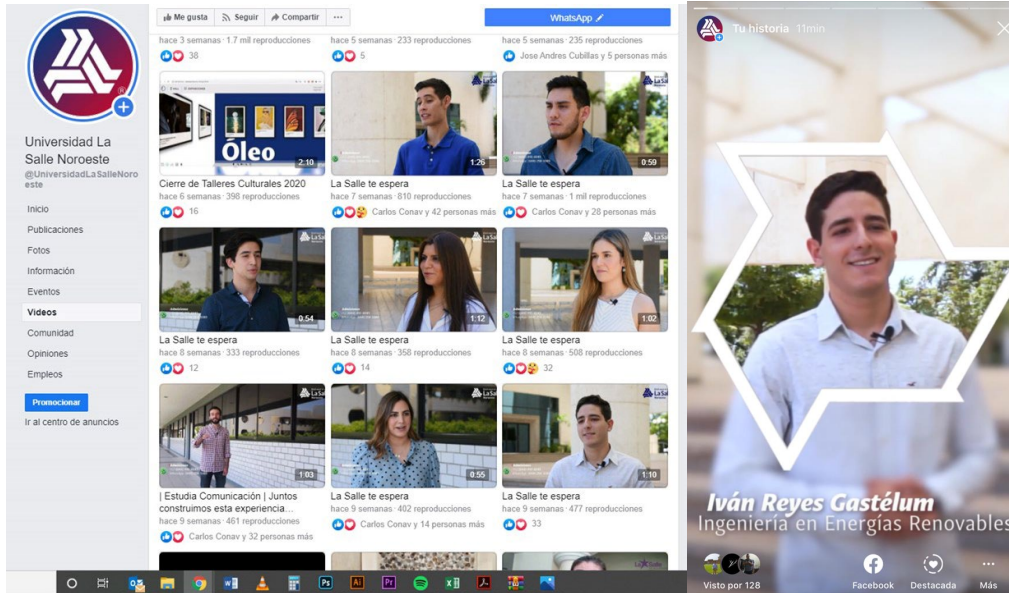 Me gusta
Seguir
Compartir
WhatsApp
Universidad La
Salle Noroeste
@UniversidadLaSalleNoro
este
Inicio
Publicaciones
Fotos
Información
Eventos
Videos
Comunidad
Opiniones
Empleos
Promocionar
Ir al centro de anuncios
hace 3 semanas · 1.7 mil reproducciones
38
hace 5 semanas · 233 reproducciones
5
hace 5 semanas · 235 reproducciones
Jose Andres Cubillas y 5 personas más
Óleo
2:10
Cierre de Talleres Culturales 2020
hace 6 semanas · 398 reproducciones
16
1:26
La Salle te espera
hace 7 semanas · 810 reproducciones
Carlos Conav y 42 personas más
0:59
La Salle te espera
hace 7 semanas · 1 mil reproducciones
Carlos Conav y 28 personas más
0:54
La Salle te espera
hace 8 semanas · 333 reproducciones
12
1:12
La Salle te espera
hace 8 semanas · 358 reproducciones
14
1:02
La Salle te espera
hace 8 semanas · 508 reproducciones
32
1:03
| Estudia Comunicación | Juntos
construimos esta experiencia...
hace 9 semanas · 461 reproducciones
Carlos Conav y 32 personas más
0:55
La Salle te espera
hace 9 semanas · 402 reproducciones
Carlos Conav y 14 personas más
1:10
La Salle te espera
hace 9 semanas · 477 reproducciones
33
Ps
Ai
Pr
Tu historia 11min
Iván Reyes Gastélum
Ingeniería en Energías Renovables
Visto por 128
Facebook
Destacada
Más